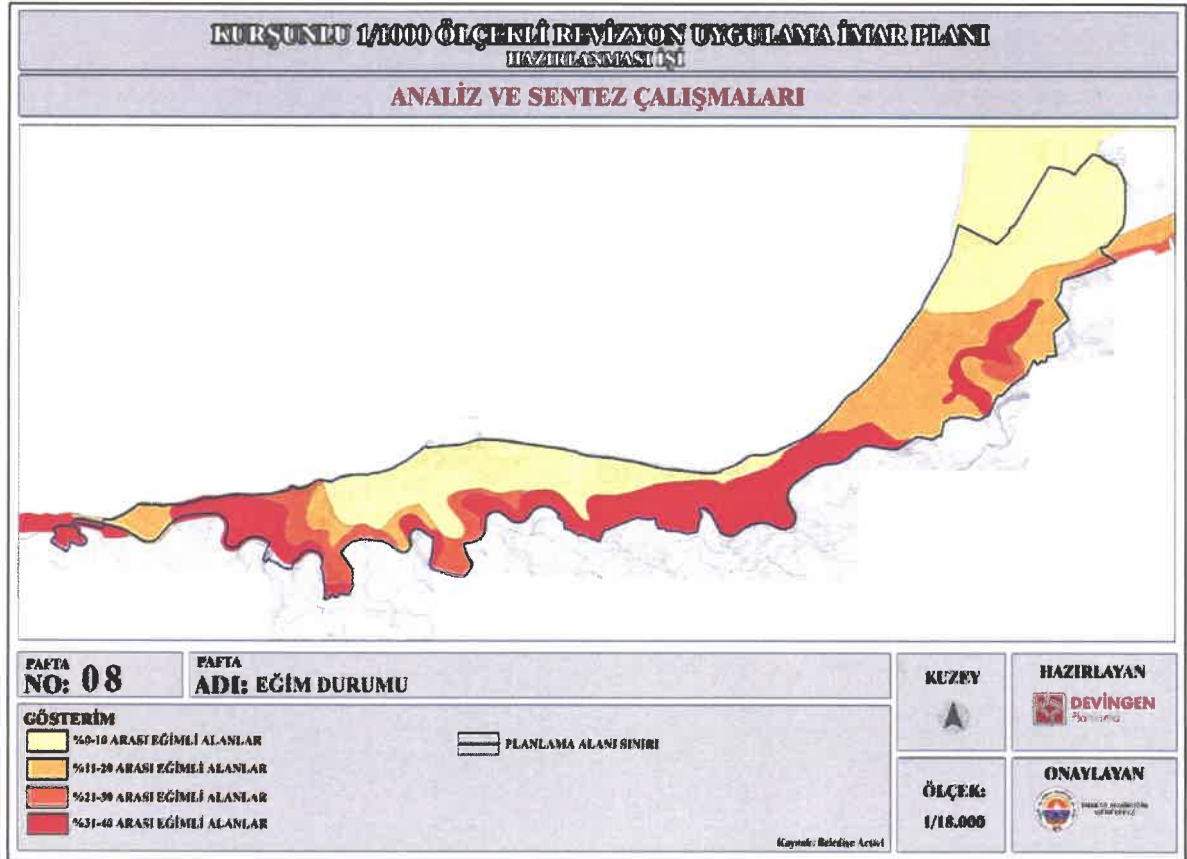 KURŞUNLU 1/1000 ÖLÇEKLİ REVİZYON UYGULAMA İMAR PLANI
HAZIRLANMASI İŞİ
ANALİZ VE SENTEZ ÇALIŞMALARI
PAFTA
NO: 08
PAFTA
ADI: EĞİM DURUMU
GÖSTERİM
%0-10 ARASI EĞİMLİ ALANLAR
%11-20 ARASI EĞİMLİ ALANLAR
%21-30 ARASI EĞİMLİ ALANLAR
%31-40 ARASI EĞİMLİ ALANLAR
PLANLAMA ALANI SINIRI
Kaynak: Belediye Arşivi
KUZEY
ÖLÇEK:
1/18.000
HAZIRLAYAN
DEVİNGEN
Planlama
ONAYLAYAN